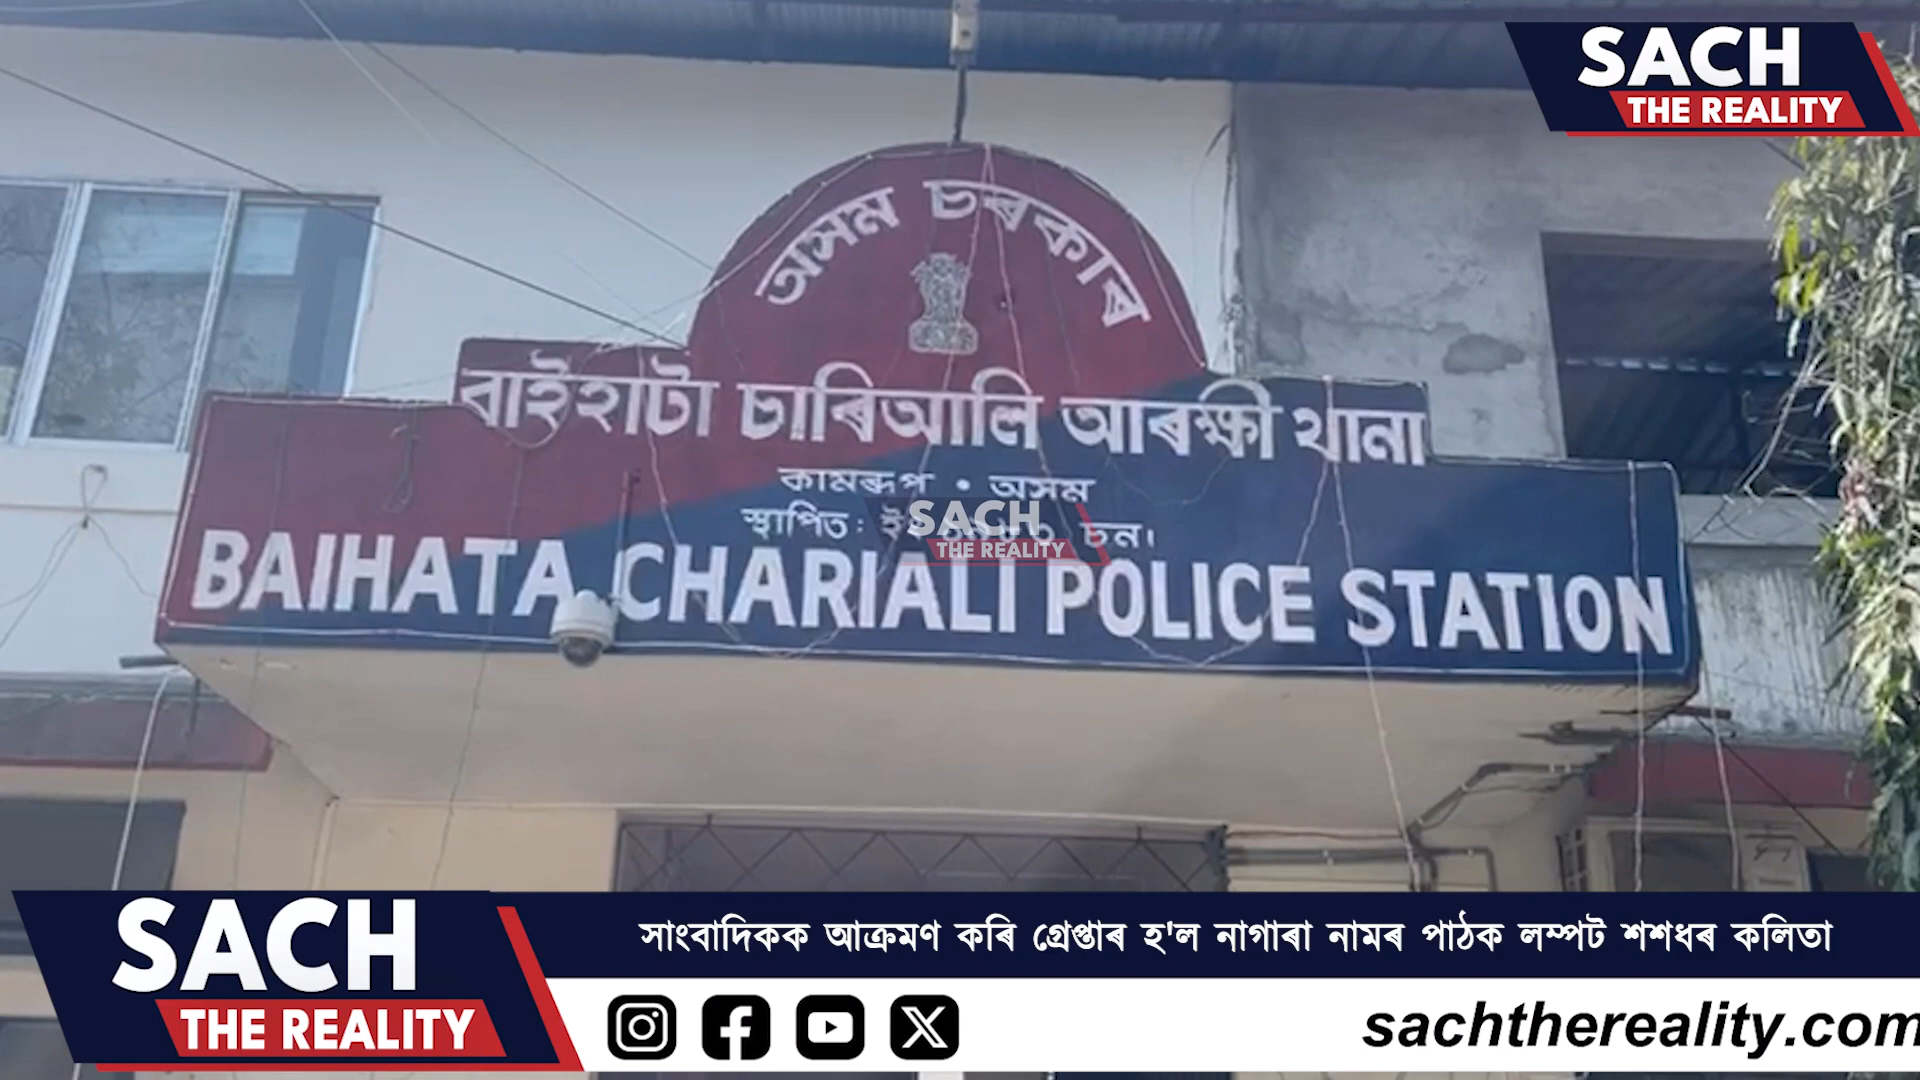 SACH
THE REALITY
অসম চৰকাৰ
বাইহাটা চাৰিআলি আৰক্ষী থানা
কামৰূপ • অসম
স্থাপিত: ইং চন।
SACH
THE REALITY
BAIHATA CHARIALI POLICE STATION
SACH
THE REALITY
সাংবাদিকক আক্ৰমণ কৰি গ্ৰেপ্তাৰ হ'ল নাগাৰা নামৰ পাঠক লম্পট শশধৰ কলিতা
sachthereality.com